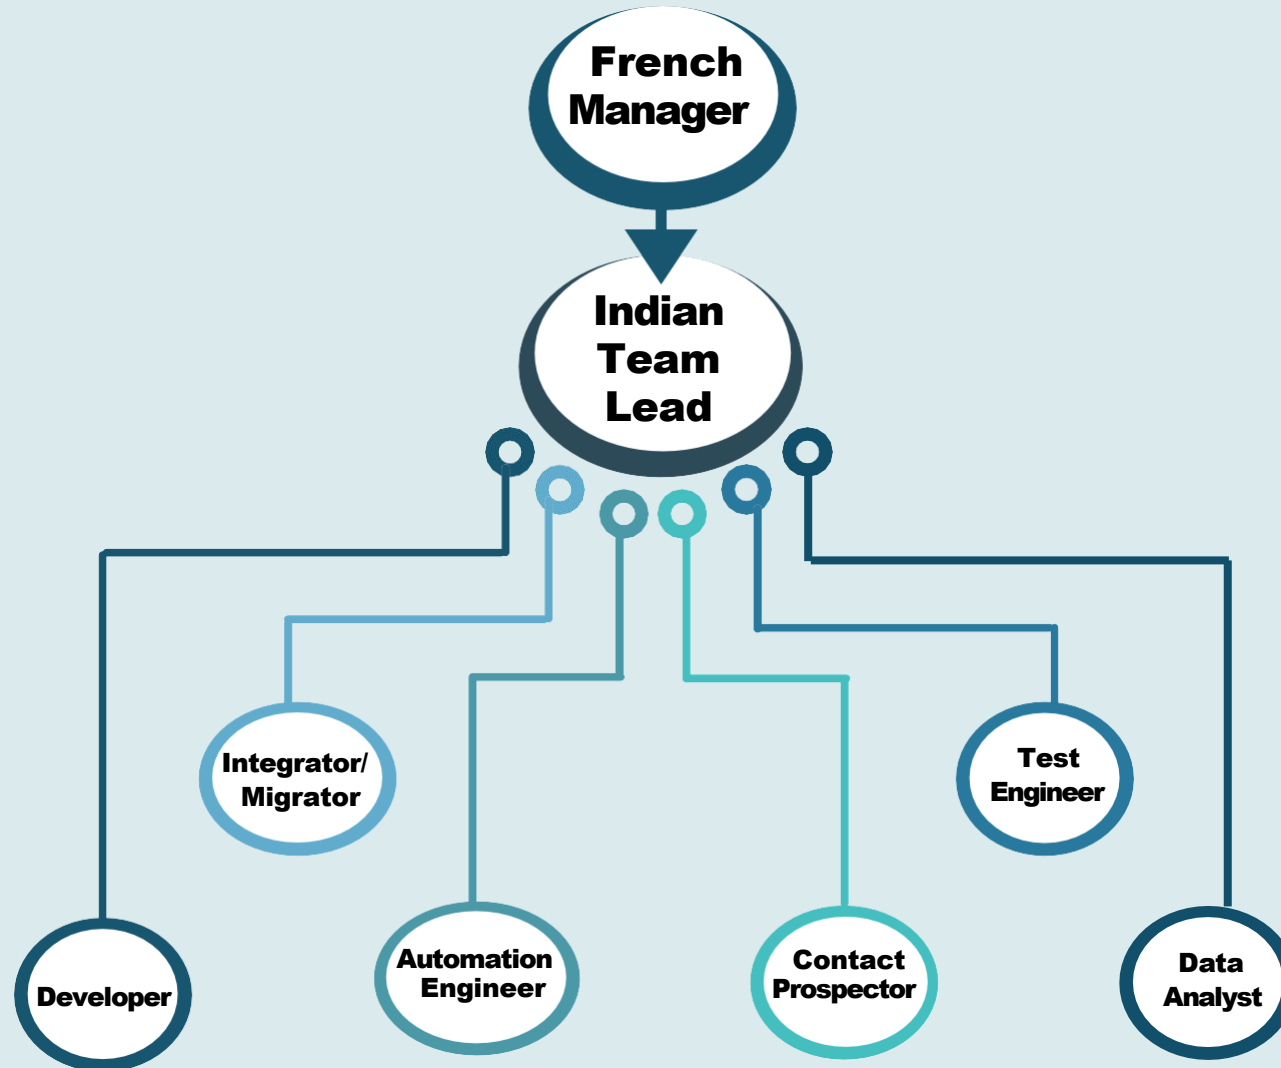 French
Manager
Indian
Team
Lead
Integrator/
Migrator
Test
Engineer
Developer
Automation
Engineer
Contact
Prospector
Data
Analyst